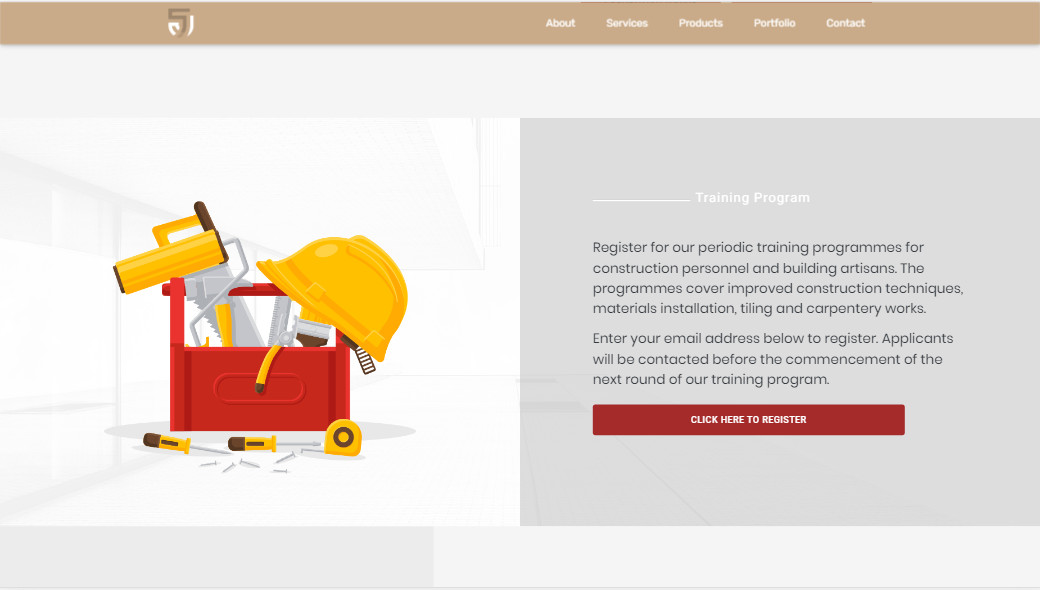 About Services Products Portfolio Contact
Training Program
Register for our periodic training programmes for
construction personnel and building artisans. The
programmes cover improved construction techniques,
materials installation, tiling and carpentery works.
Enter your email address below to register. Applicants
will be contacted before the commencement of the
next round of our training program.
CLICK HERE TO REGISTER